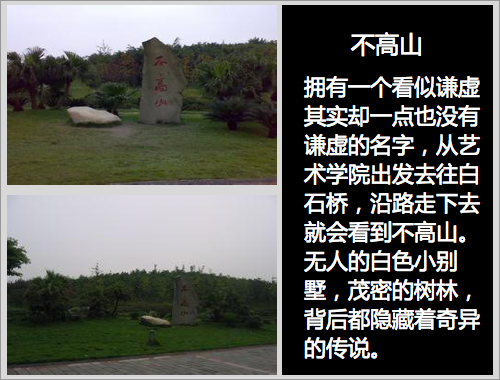 不高山
不高山
不高山
拥有一个看似谦虚
其实却一点也没有
谦虚的名字，从艺
术学院出发去往白
石桥，沿路走下去
就会看到不高山。
无人的白色小别
墅，茂密的树林，
背后都隐藏着奇异
的传说。